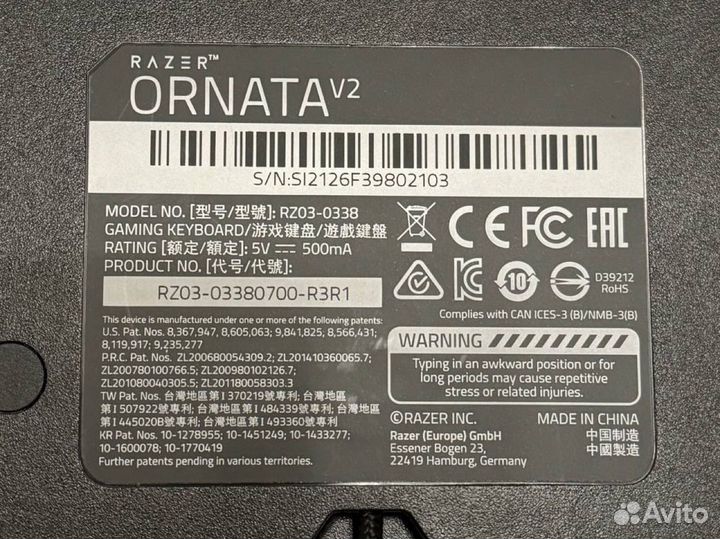 RAZER™
ORNATA V2
S/N:SI2126F39802103
MODEL NO. [型号/型號]: RZ03-0338
GAMING KEYBOARD/游戏键盘/遊戲鍵盤
RATING [额定/額定]: 5V ⎓ 500mA
PRODUCT NO. [代号/代號]:
RZ03-03380700-R3R1
This device is manufactured under one or more of the following patents:
U.S. Pat. Nos. 8,367,947, 8,605,063; 9,841,825; 8,566,431;
8,119,917; 9,235,277
P.R.C. Pat. Nos. ZL200680054309.2; ZL201410360065.7;
ZL200780100766.5; ZL200980102126.7;
ZL201080040305.5; ZL201180058303.3
TW Pat. Nos. 台灣地區第 I 370219號專利; 台灣地區
第 I 507922號專利; 台灣地區第 I 484339號專利; 台灣地區
第 I 445020B號專利; 台灣地區第 I 493360號專利
KR Pat. Nos. 10-1278955; 10-1451249; 10-1433277;
10-1600078; 10-1770419
Further patents pending in various territories.
CE FC EAC
10
D39212
RoHS
Complies with CAN ICES-3 (B)/NMB-3(B)
WARNING
Typing in an awkward position or for
long periods may cause repetitive
stress or related injuries.
©RAZER INC.
Razer (Europe) GmbH
Essener Bogen 23,
22419 Hamburg, Germany
MADE IN CHINA
中国制造
中國製造
Avito